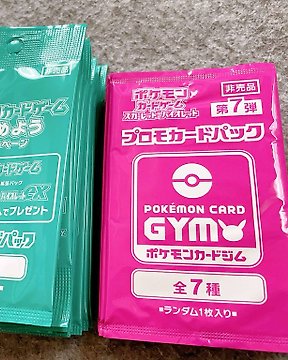 カードゲーム
めよう
ページ
カードゲーム
ex
でプレゼント
パック
ポケモン
カードゲーム
スカーレット&バイオレット
非売品
第7弾
プロモカードパック
POKÉMON CARD
GYM
ポケモンカードジム
全7種
●ランダム1枚入り●